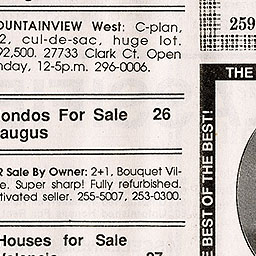 OUNTAINVIEW West: C-plan,
2, cul-de-sac, huge lot.
92,500. 27733 Clark Ct. Open
nday, 12-5p.m. 296-0006.
ondos For Sale 26
augus
R Sale By Owner: 2+1, Bouquet Vil-
e. Super sharp! Fully refurbished.
tivated seller. 255-5007, 253-0300.
Houses for Sale
Valencia 27
259
THE
BEST OF THE BEST!